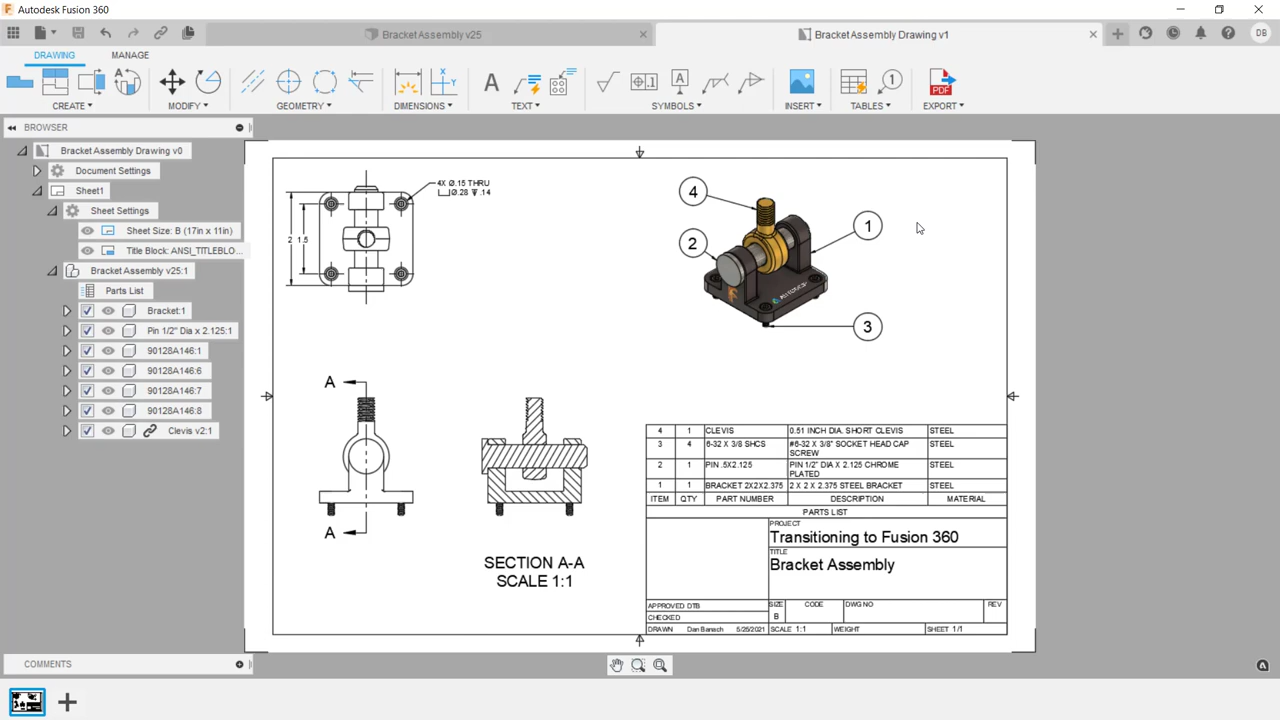 Autodesk Fusion 360
Bracket Assembly v25
Bracket Assembly Drawing v1
DB
DRAWING
MANAGE
CREATE
MODIFY
GEOMETRY
DIMENSIONS
TEXT
SYMBOLS
INSERT
TABLES
PDF
EXPORT
BROWSER
Bracket Assembly Drawing v0
Document Settings
Sheet1
Sheet Settings
Sheet Size: B (17in x 11in)
Title Block: ANSI_TITLEBLO...
Bracket Assembly v25:1
Parts List
Bracket:1
Pin 1/2" Dia x 2.125:1
90128A146:1
90128A146:6
90128A146:7
90128A146:8
Clevis v2:1
4X Ø.15 THRU
⌴Ø.28 ↧ .14
2 1.5
4
1
2
3
AUTODESK
A
A
SECTION A-A
SCALE 1:1
4 1 CLEVIS 0.51 INCH DIA. SHORT CLEVIS STEEL
3 4 6-32 X 3/8 SHCS #6-32 X 3/8" SOCKET HEAD CAP SCREW STEEL
2 1 PIN .5X2.125 PIN 1/2" DIA X 2.125 CHROME PLATED STEEL
1 1 BRACKET 2X2X2.375 2 X 2 X 2.375 STEEL BRACKET STEEL
ITEM QTY PART NUMBER DESCRIPTION MATERIAL
PARTS LIST
PROJECT
Transitioning to Fusion 360
TITLE
Bracket Assembly
APPROVED DTB
SIZE CODE DWG NO REV
B
CHECKED
DRAWN Dan Banach 5/25/2021 SCALE 1:1 WEIGHT SHEET 1/1
COMMENTS